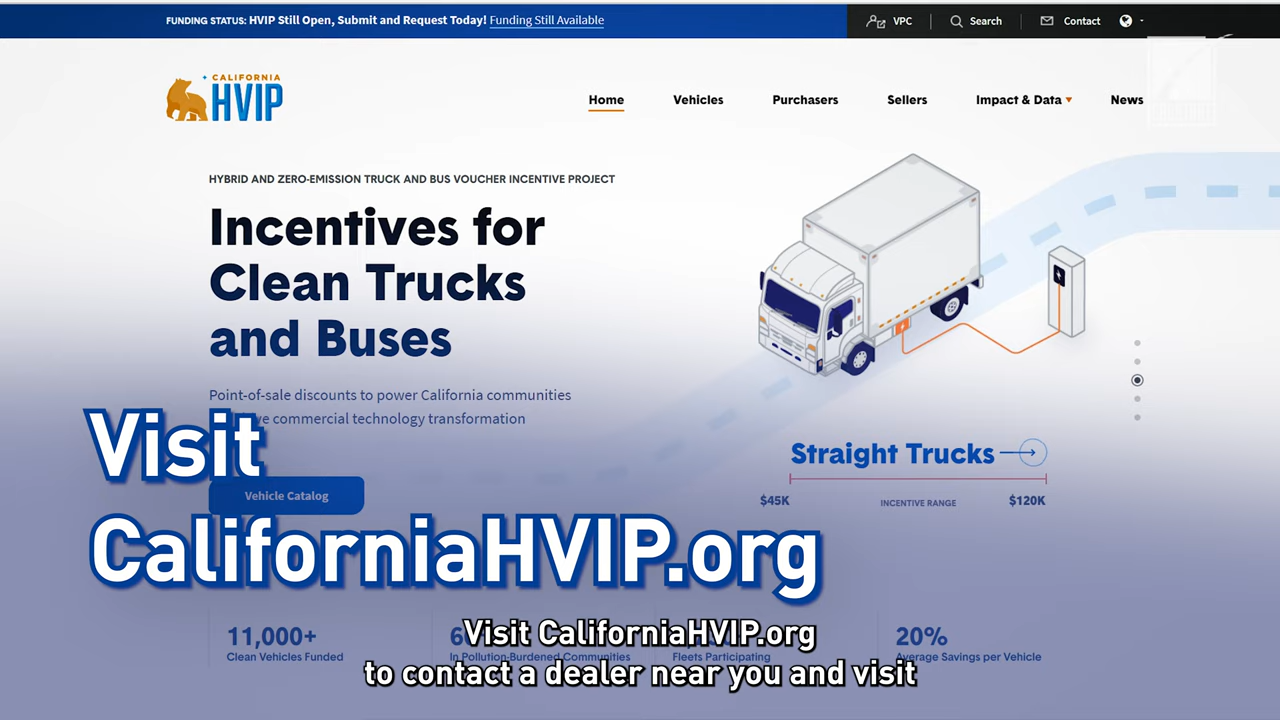 FUNDING STATUS: HVIP Still Open, Submit and Request Today! Funding Still Available
VPC
Search
Contact
CALIFORNIA
HVIP
Home
Vehicles
Purchasers
Sellers
Impact & Data
News
HYBRID AND ZERO-EMISSION TRUCK AND BUS VOUCHER INCENTIVE PROJECT
Incentives for
Clean Trucks
and Buses
Point-of-sale discounts to power California communities
commercial technology transformation
Visit
Vehicle Catalog
CaliforniaHVIP.org
Straight Trucks
$45K
INCENTIVE RANGE
$120K
11,000+
Clean Vehicles Funded
In Pollution-Burdened Communities
Fleets Participating
20%
Average Savings per Vehicle
Visit CaliforniaHVIP.org
to contact a dealer near you and visit